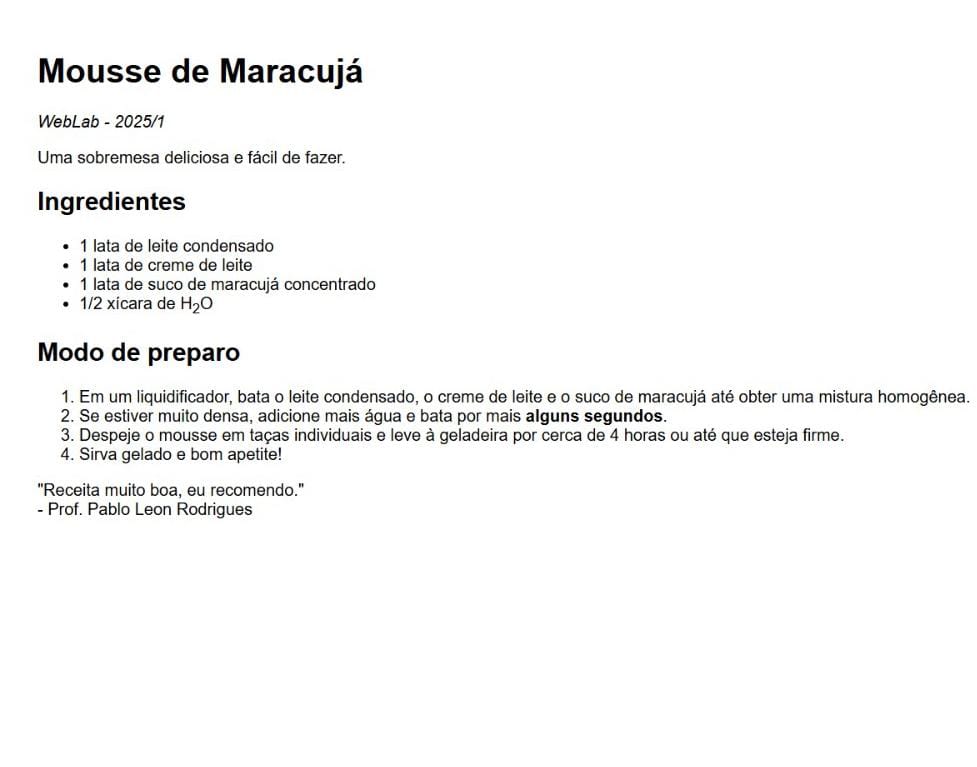 Mousse de Maracujá
WebLab - 2025/1
Uma sobremesa deliciosa e fácil de fazer.
Ingredientes
• 1 lata de leite condensado
• 1 lata de creme de leite
• 1 lata de suco de maracujá concentrado
• 1/2 xícara de H₂O
Modo de preparo
1. Em um liquidificador, bata o leite condensado, o creme de leite e o suco de maracujá até obter uma mistura homogênea.
2. Se estiver muito densa, adicione mais água e bata por mais alguns segundos.
3. Despeje o mousse em taças individuais e leve à geladeira por cerca de 4 horas ou até que esteja firme.
4. Sirva gelado e bom apetite!
"Receita muito boa, eu recomendo."
- Prof. Pablo Leon Rodrigues